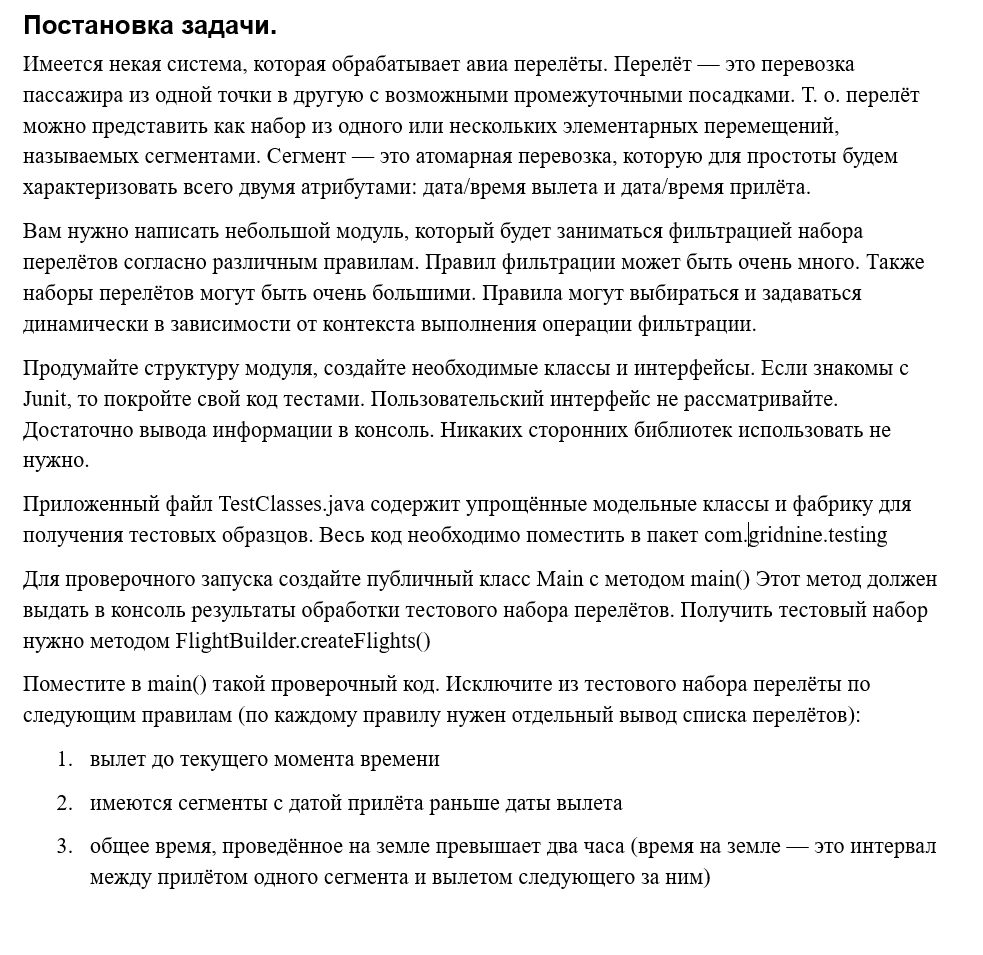 Постановка задачи.
Имеется некая система, которая обрабатывает авиа перелёты. Перелёт — это перевозка
пассажира из одной точки в другую с возможными промежуточными посадками. Т. о. перелёт
можно представить как набор из одного или нескольких элементарных перемещений,
называемых сегментами. Сегмент — это атомарная перевозка, которую для простоты будем
характеризовать всего двумя атрибутами: дата/время вылета и дата/время прилёта.
Вам нужно написать небольшой модуль, который будет заниматься фильтрацией набора
перелётов согласно различным правилам. Правил фильтрации может быть очень много. Также
наборы перелётов могут быть очень большими. Правила могут выбираться и задаваться
динамически в зависимости от контекста выполнения операции фильтрации.
Продумайте структуру модуля, создайте необходимые классы и интерфейсы. Если знакомы с
Junit, то покройте свой код тестами. Пользовательский интерфейс не рассматривайте.
Достаточно вывода информации в консоль. Никаких сторонних библиотек использовать не
нужно.
Приложенный файл TestClasses.java содержит упрощённые модельные классы и фабрику для
получения тестовых образцов. Весь код необходимо поместить в пакет com.gridnine.testing
Для проверочного запуска создайте публичный класс Main с методом main() Этот метод должен
выдать в консоль результаты обработки тестового набора перелётов. Получить тестовый набор
нужно методом FlightBuilder.createFlights()
Поместите в main() такой проверочный код. Исключите из тестового набора перелёты по
следующим правилам (по каждому правилу нужен отдельный вывод списка перелётов):
1. вылет до текущего момента времени
2. имеются сегменты с датой прилёта раньше даты вылета
3. общее время, проведённое на земле превышает два часа (время на земле — это интервал
между прилётом одного сегмента и вылетом следующего за ним)